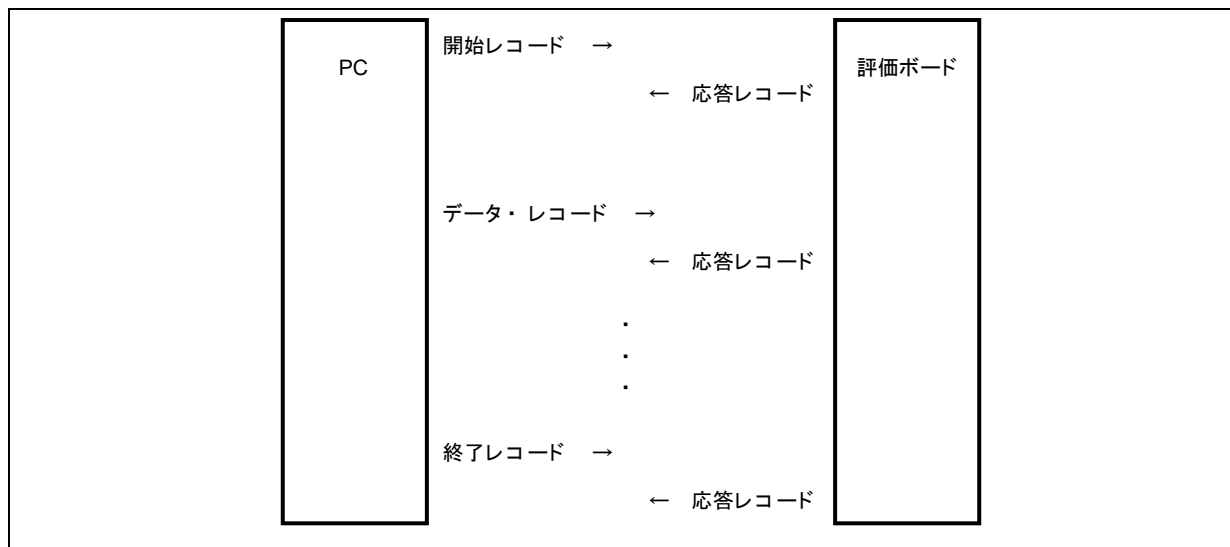 PC
評価ボード
開始レコード →
← 応答レコード
データ・レコード →
← 応答レコード
・
・
・
終了レコード →
← 応答レコード